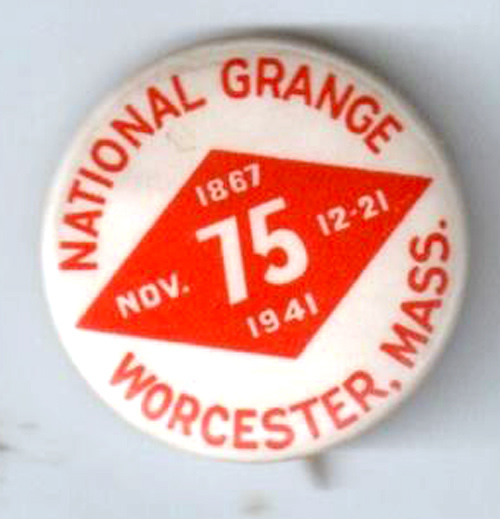 NATIONAL GRANGE
1867
NOV. 75 12-21
1941
WORCESTER, MASS.